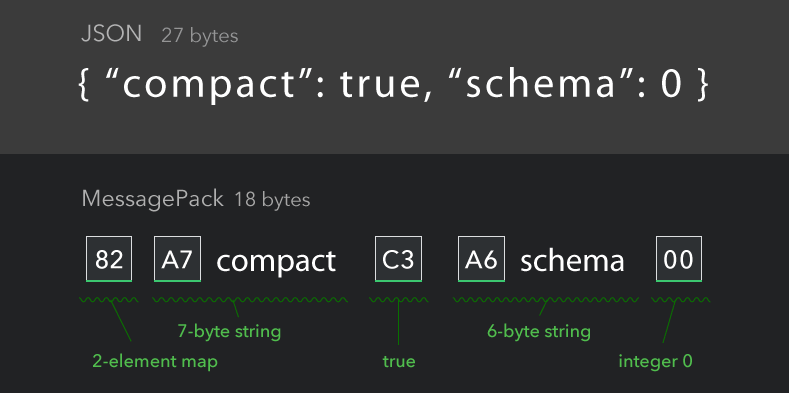 JSON 27 bytes
{ “compact”: true, “schema”: 0 }
MessagePack 18 bytes
82 A7 compact C3 A6 schema 00
7-byte string 6-byte string
2-element map true integer 0